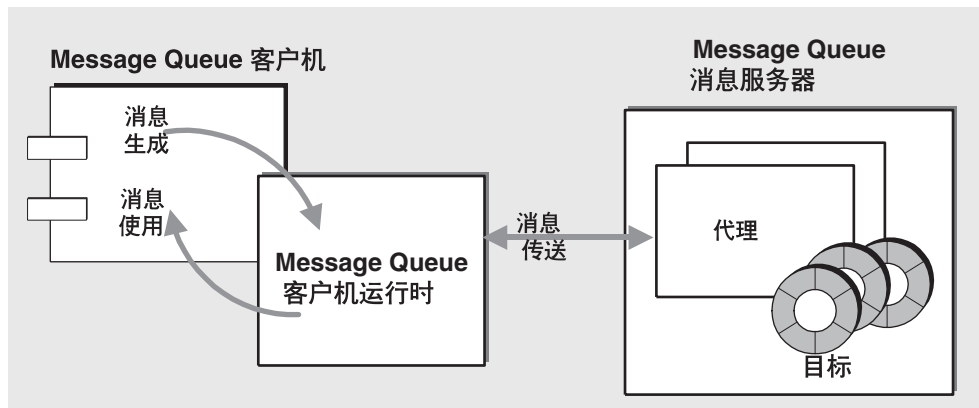 Message Queue 客户机
消息
生成
消息
使用
Message Queue
客户机运行时
消息
传送
Message Queue
消息服务器
代理
目标